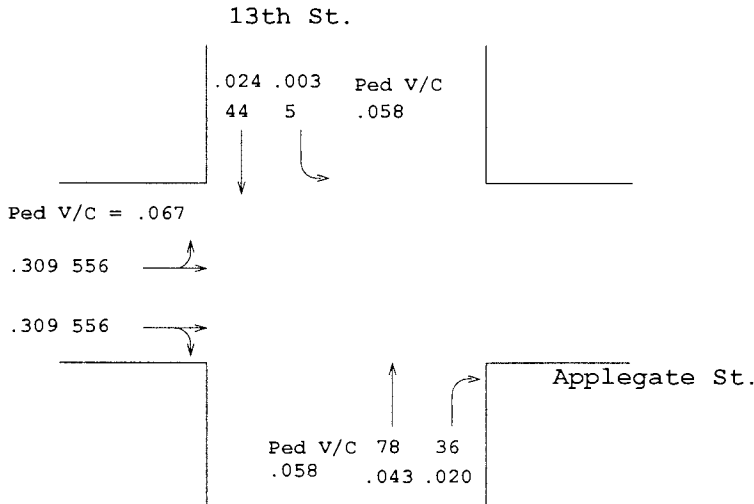 13th St.
.024 .003 Ped V/C
44 5 .058
Ped V/C = .067
.309 556
.309 556
Applegate St.
Ped V/C 78 36
.058 .043 .020